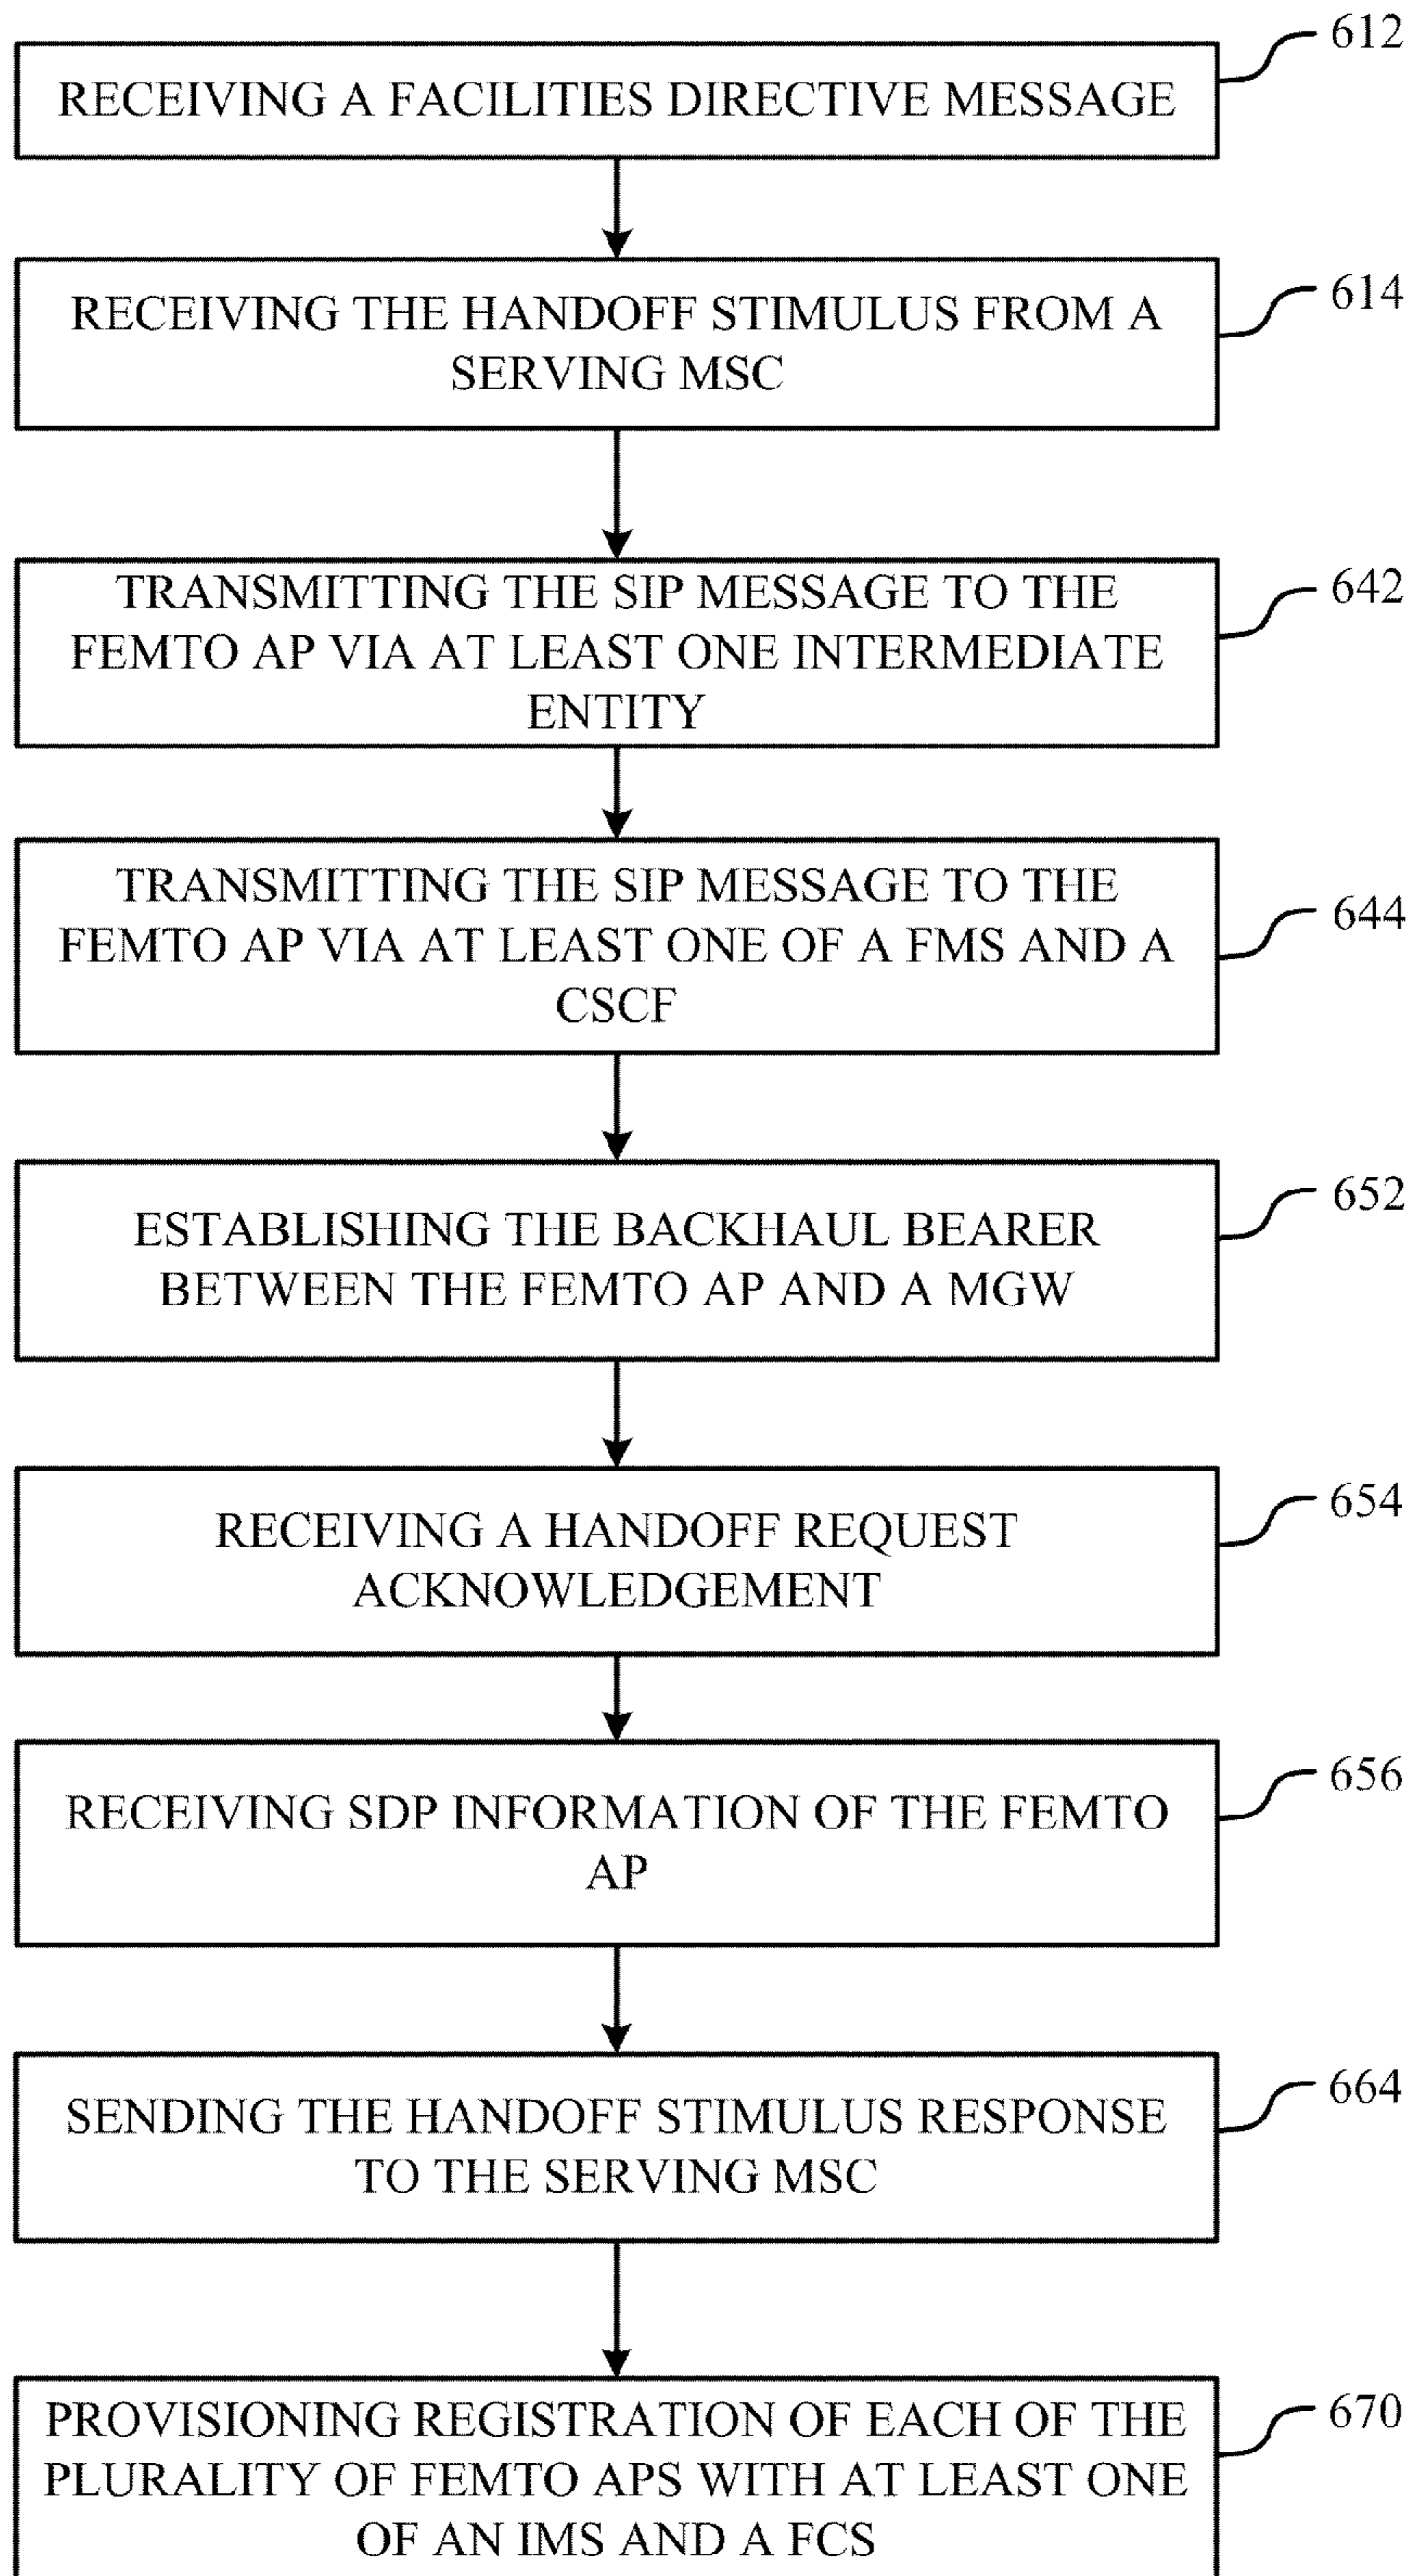 612
RECEIVING A FACILITIES DIRECTIVE MESSAGE
614
RECEIVING THE HANDOFF STIMULUS FROM A
SERVING MSC
642
TRANSMITTING THE SIP MESSAGE TO THE
FEMTO AP VIA AT LEAST ONE INTERMEDIATE
ENTITY
644
TRANSMITTING THE SIP MESSAGE TO THE
FEMTO AP VIA AT LEAST ONE OF A FMS AND A
CSCF
652
ESTABLISHING THE BACKHAUL BEARER
BETWEEN THE FEMTO AP AND A MGW
654
RECEIVING A HANDOFF REQUEST
ACKNOWLEDGEMENT
656
RECEIVING SDP INFORMATION OF THE FEMTO
AP
664
SENDING THE HANDOFF STIMULUS RESPONSE
TO THE SERVING MSC
670
PROVISIONING REGISTRATION OF EACH OF THE
PLURALITY OF FEMTO APS WITH AT LEAST ONE
OF AN IMS AND A FCS